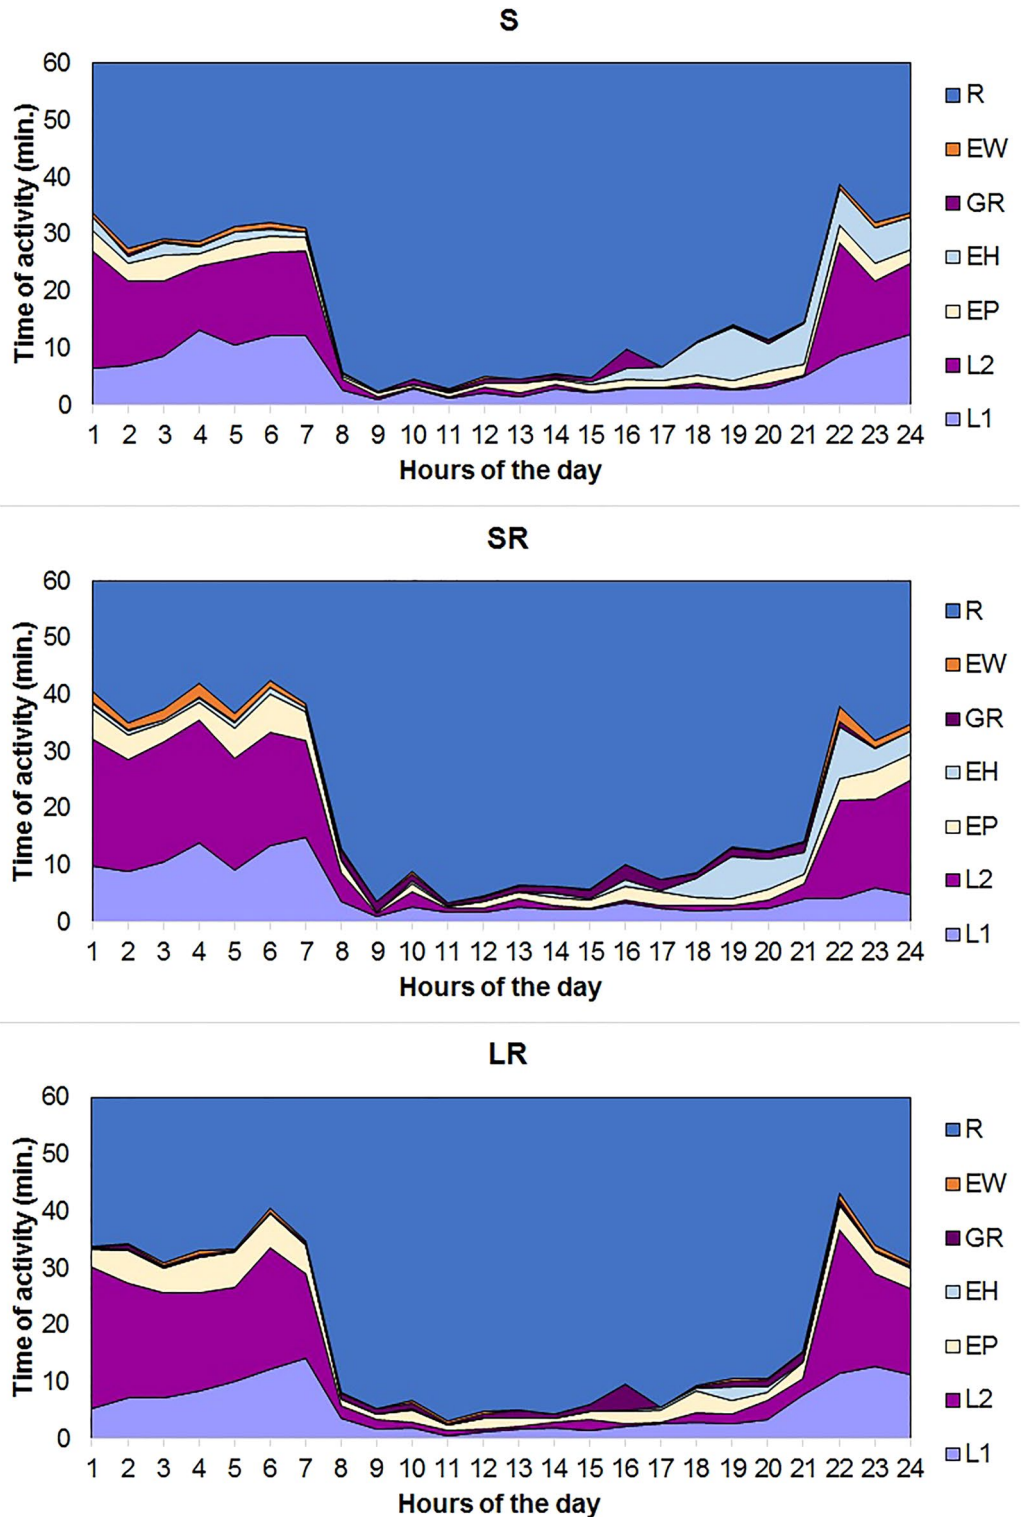 S
60
50
40
30
20
10
0
Time of activity (min.)
1 2 3 4 5 6 7 8 9 10 11 12 13 14 15 16 17 18 19 20 21 22 23 24
Hours of the day
R
EW
GR
EH
EP
L2
L1
SR
60
50
40
30
20
10
0
Time of activity (min.)
1 2 3 4 5 6 7 8 9 10 11 12 13 14 15 16 17 18 19 20 21 22 23 24
Hours of the day
R
EW
GR
EH
EP
L2
L1
LR
60
50
40
30
20
10
0
Time of activity (min.)
1 2 3 4 5 6 7 8 9 10 11 12 13 14 15 16 17 18 19 20 21 22 23 24
Hours of the day
R
EW
GR
EH
EP
L2
L1